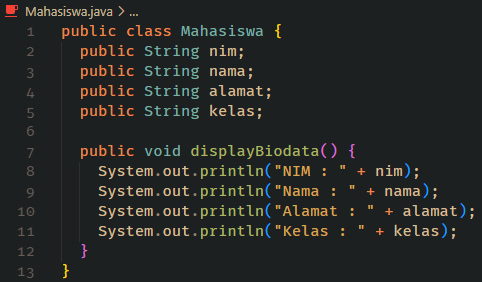 Mahasiswa.java > ...
1 public class Mahasiswa {
2   public String nim;
3   public String nama;
4   public String alamat;
5   public String kelas;
6
7   public void displayBiodata() {
8     System.out.println("NIM : " + nim);
9     System.out.println("Nama : " + nama);
10     System.out.println("Alamat : " + alamat);
11     System.out.println("Kelas : " + kelas);
12   }
13 }